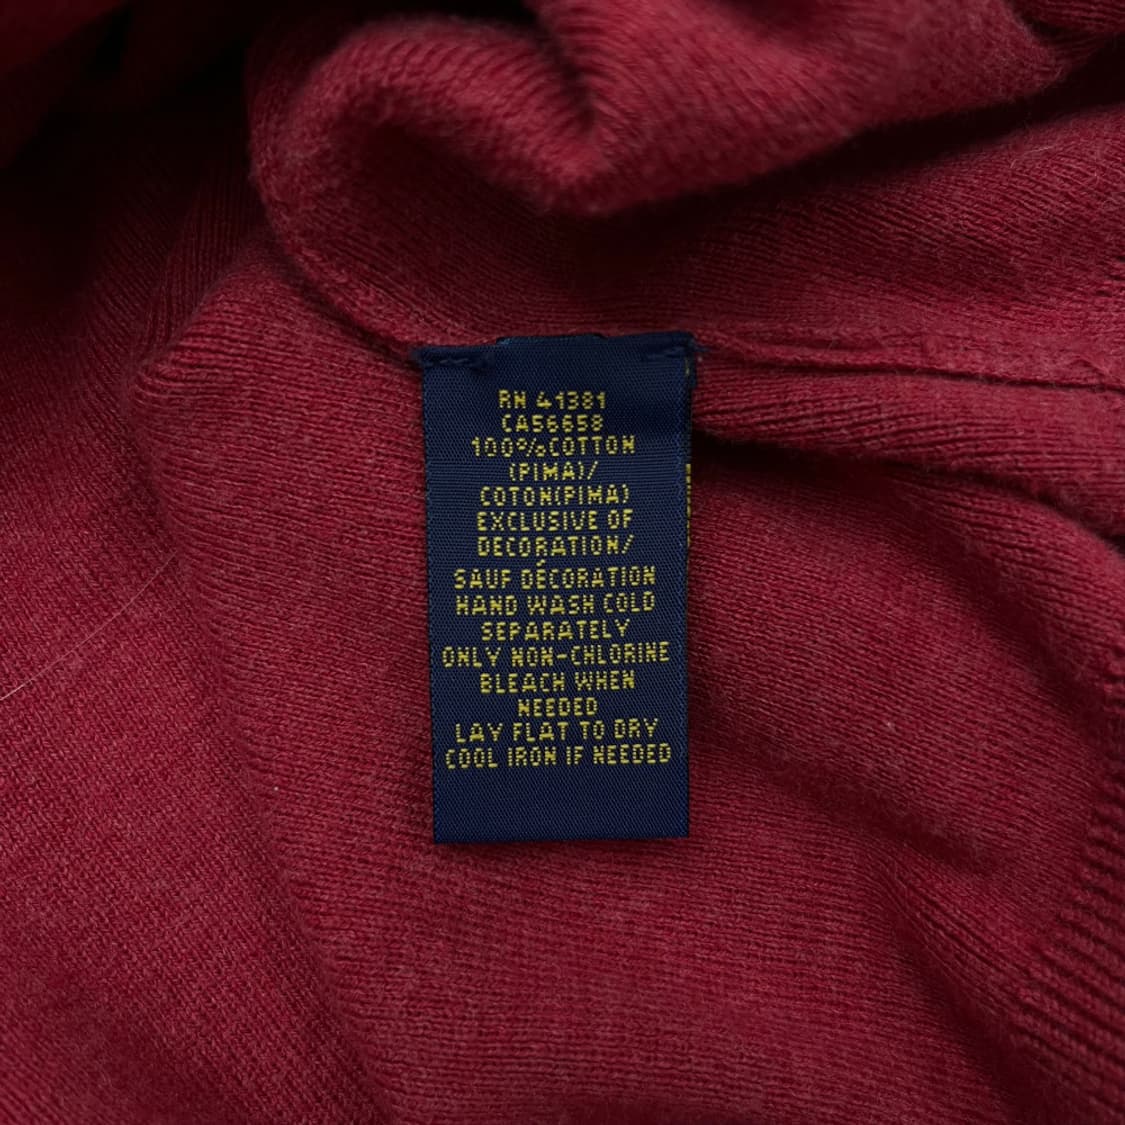 RN 41381
CA56658
100%COTTON
(PIMA)/
COTON(PIMA)
EXCLUSIVE OF
DECORATION/
SAUF DÉCORATION
HAND WASH COLD
SEPARATELY
ONLY NON-CHLORINE
BLEACH WHEN
NEEDED
LAY FLAT TO DRY
COOL IRON IF NEEDED